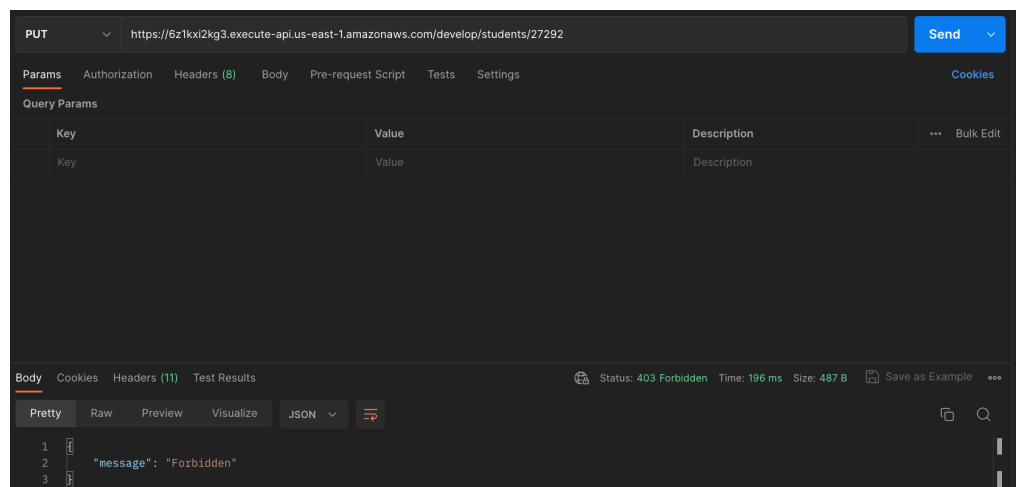 PUT https://6z1kxi2kg3.execute-api.us-east-1.amazonaws.com/develop/students/27292 Send
Params Authorization Headers (8) Body Pre-request Script Tests Settings Cookies
Query Params
Key Value Description Bulk Edit
Key Value Description
Body Cookies Headers (11) Test Results Status: 403 Forbidden Time: 196 ms Size: 487 B Save as Example
Pretty Raw Preview Visualize JSON
1 {
2 "message": "Forbidden"
3 }